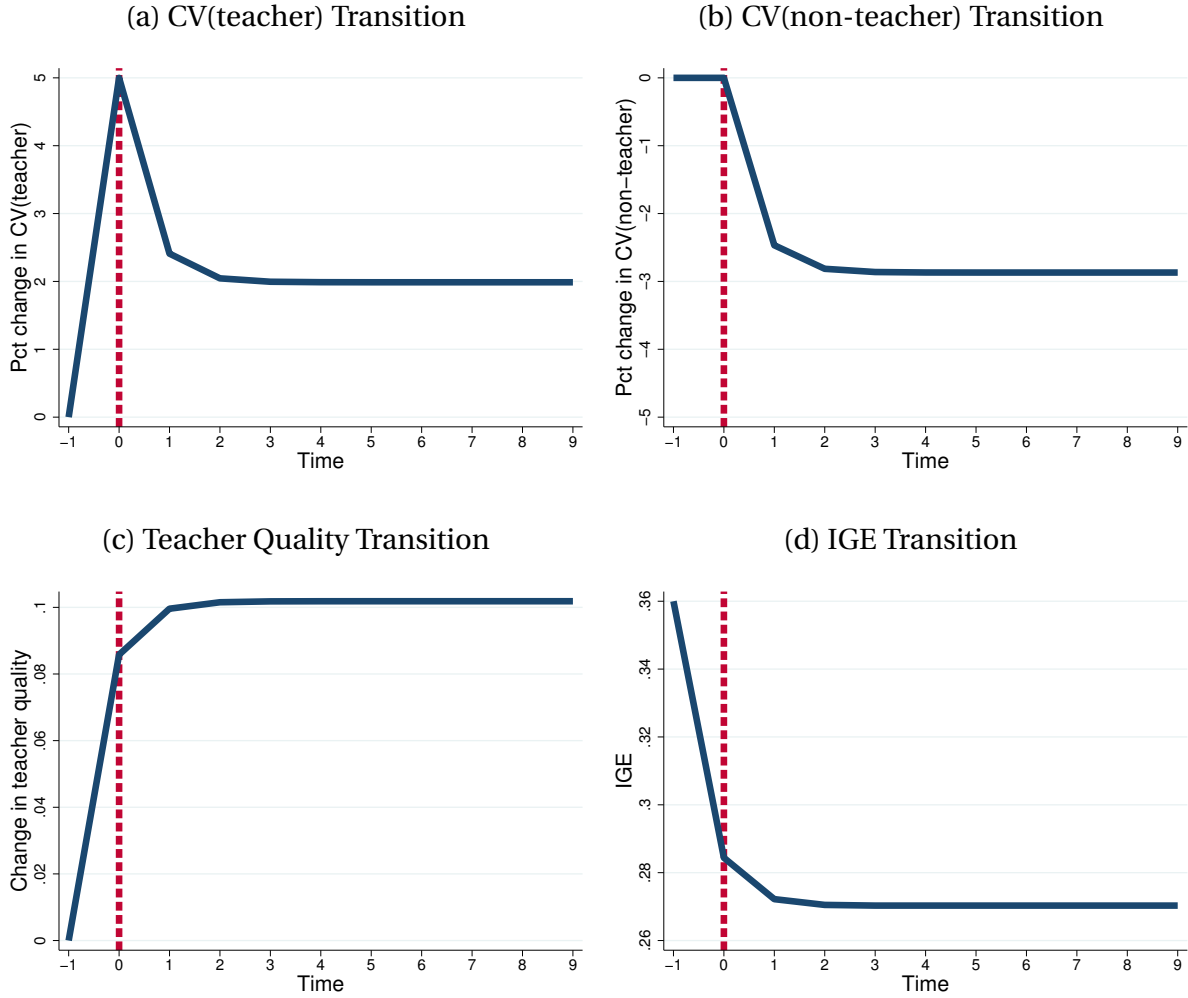 (a) CV(teacher) Transition
Pct change in CV(teacher)
5
4
3
2
1
0
−1 0 1 2 3 4 5 6 7 8 9
Time
(b) CV(non-teacher) Transition
Pct change in CV(non−teacher)
0
−1
−2
−3
−4
−5
−1 0 1 2 3 4 5 6 7 8 9
Time
(c) Teacher Quality Transition
Change in teacher quality
.1
.08
.06
.04
.02
0
−1 0 1 2 3 4 5 6 7 8 9
Time
(d) IGE Transition
IGE
.36
.34
.32
.3
.28
.26
−1 0 1 2 3 4 5 6 7 8 9
Time